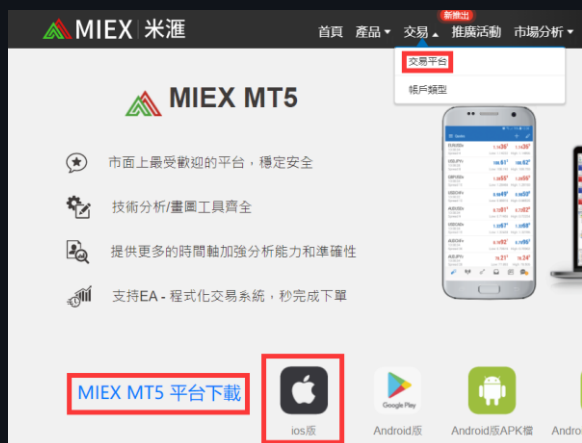 MIEX 米滙
首頁 產品 交易 推廣活動 市場分析
新推出
交易平台
帳戶類型
MIEX MT5
市面上最受歡迎的平台，穩定安全
技術分析/畫圖工具齊全
提供更多的時間軸加強分析能力和準確性
支持EA - 程式化交易系統，秒完成下單
MIEX MT5 平台下載
Google Play
ios版
Android版
Android版APK檔